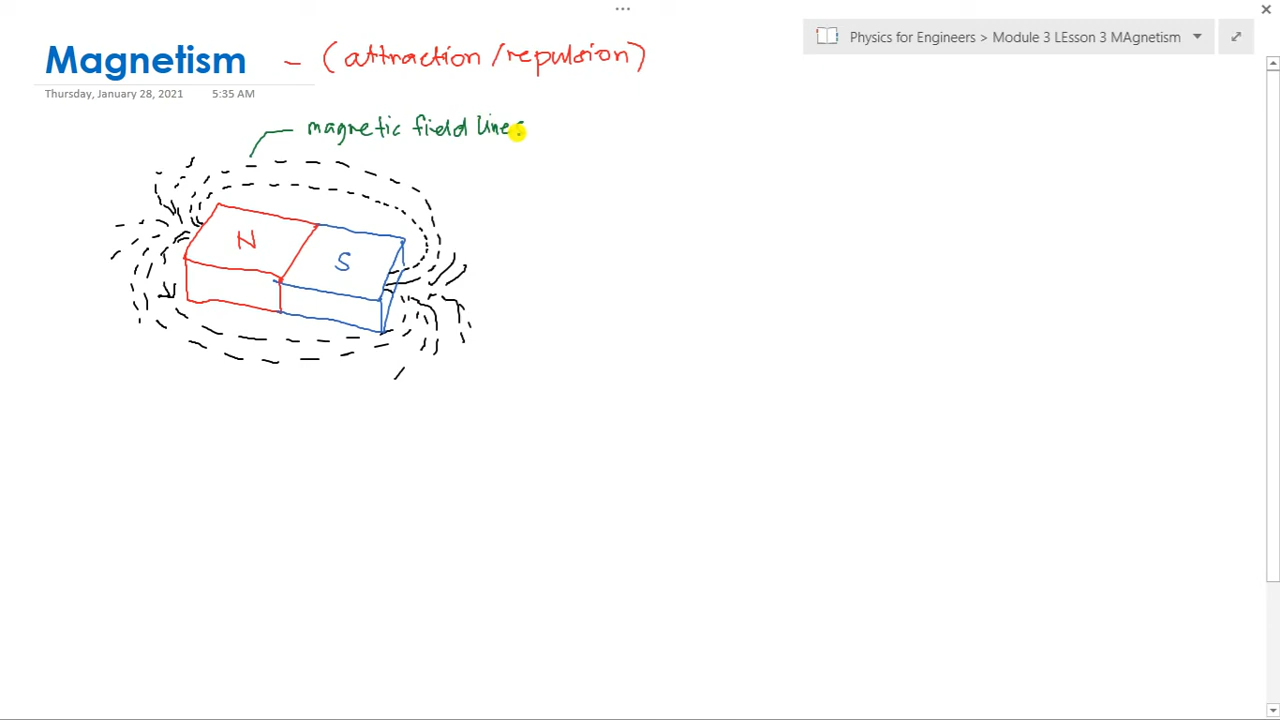 Physics for Engineers > Module 3 LEsson 3 MAgnetism
Magnetism - (attraction/repulsion)
Thursday, January 28, 2021 5:35 AM
magnetic field lines
N
S